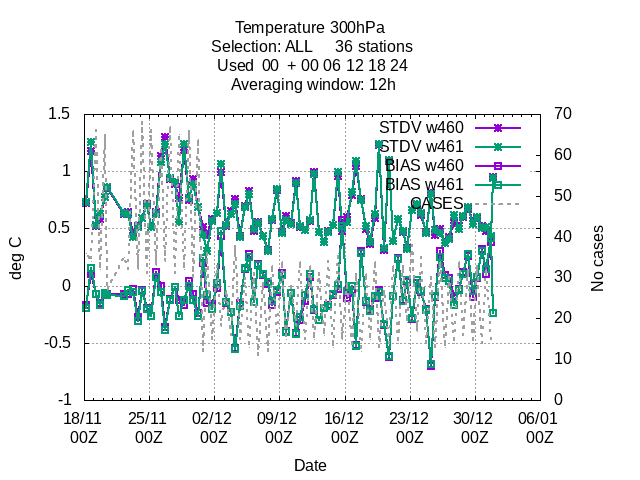 Temperature 300hPa
Selection: ALL 36 stations
Used 00 + 00 06 12 18 24
Averaging window: 12h
1.5
1
0.5
0
-0.5
-1
deg C
70
60
50
40
30
20
10
0
No cases
STDV w460
STDV w461
BIAS w460
BIAS w461
CASES
18/11 25/11 02/12 09/12 16/12 23/12 30/12 06/01
00Z 00Z 00Z 00Z 00Z 00Z 00Z 00Z
Date